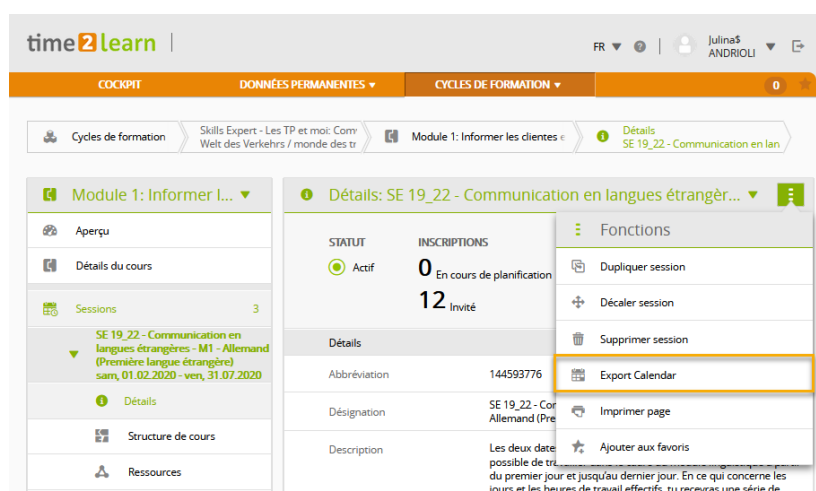 time2learn
FR
Julina$
ANDRIOLI
COCKPIT
DONNÉES PERMANENTES
CYCLES DE FORMATION
0
Cycles de formation
Skills Expert - Les TP et moi: Com
Welt des Verkehrs / monde des tr
Module 1: Informer les clientes e
Détails
SE 19_22 - Communication en lan
Module 1: Informer l...
Aperçu
Détails du cours
Sessions 3
SE 19_22 - Communication en
langues étrangères - M1 - Allemand
(Première langue étrangère)
sam, 01.02.2020 - ven, 31.07.2020
Détails
Structure de cours
Ressources
Détails: SE 19_22 - Communication en langues étrangèr...
STATUT
Actif
INSCRIPTIONS
0 En cours de planification
12 Invité
Détails
Abréviation 144593776
Désignation SE 19_22 - Cor
Allemand (Pre
Description Les deux date
possible de
du premier jour et jusqu'au dernier jour. En ce qui concerne les
jours et les heures de travail effectifs, tu recevras une série de
Fonctions
Dupliquer session
Décaler session
Supprimer session
Export Calendar
Imprimer page
Ajouter aux favoris